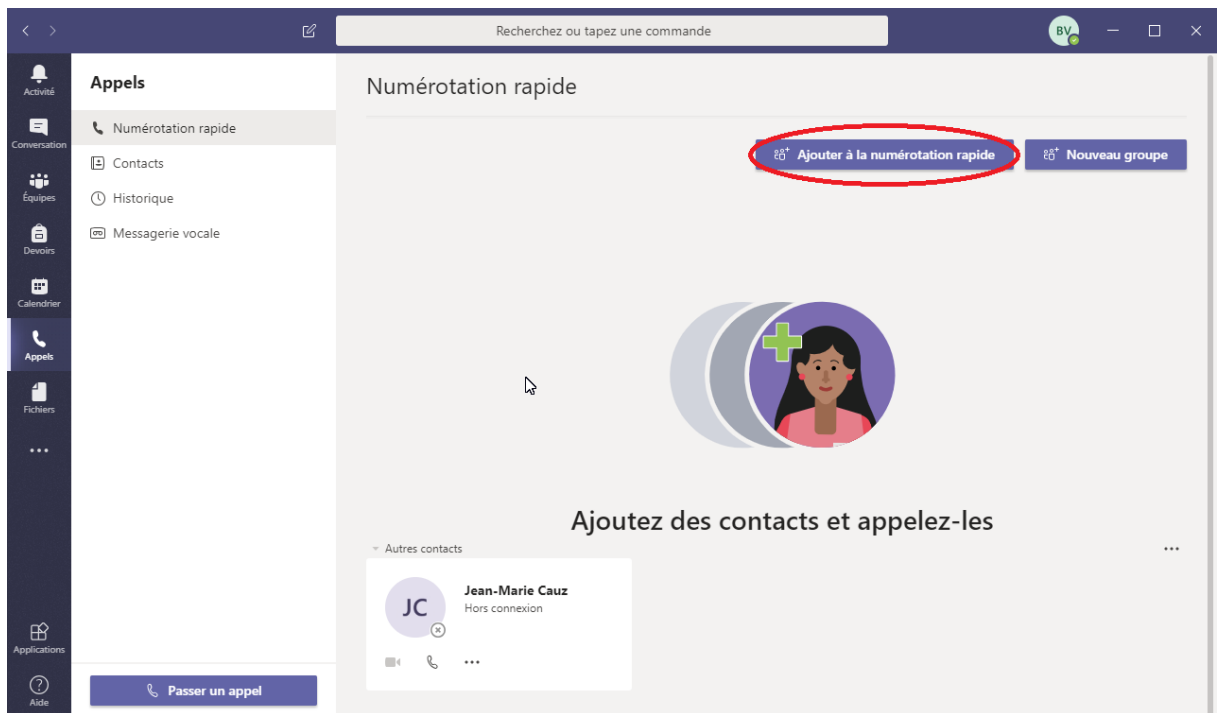 Recherchez ou tapez une commande
BV
Activité
Conversation
Équipes
Devoirs
Calendrier
Appels
Fichiers
Applications
Aide
Appels
Numérotation rapide
Contacts
Historique
Messagerie vocale
Passer un appel
Numérotation rapide
Ajouter à la numérotation rapide
Nouveau groupe
Ajoutez des contacts et appelez-les
Autres contacts
JC
Jean-Marie Cauz
Hors connexion